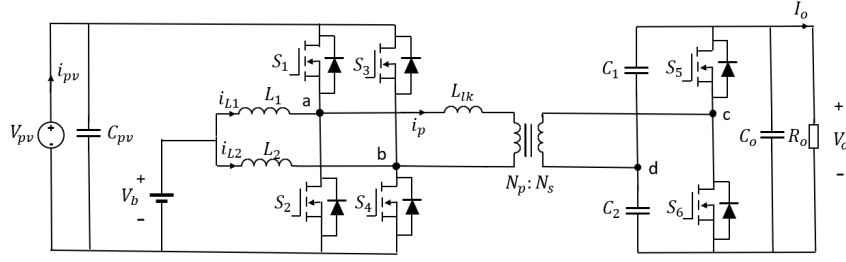 I_o
i_pv
S_1
S_3
C_1
S_5
i_L1
L_1
a
L_lk
c
V_pv
+
-
C_pv
i_p
C_o
R_o
+
V_o
-
i_L2
L_2
b
d
+
V_b
-
S_2
S_4
N_p: N_s
C_2
S_6